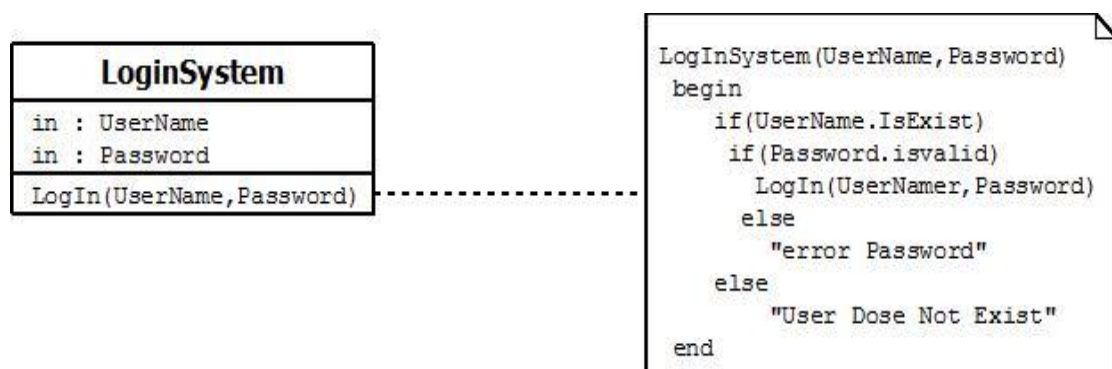 LoginSystem
in : UserName
in : Password
LogIn(UserName,Password)
LogInSystem(UserName,Password)
begin
if(UserName.IsExist)
if(Password.isvalid)
LogIn(UserNamer,Password)
else
"error Password"
else
"User Dose Not Exist"
end